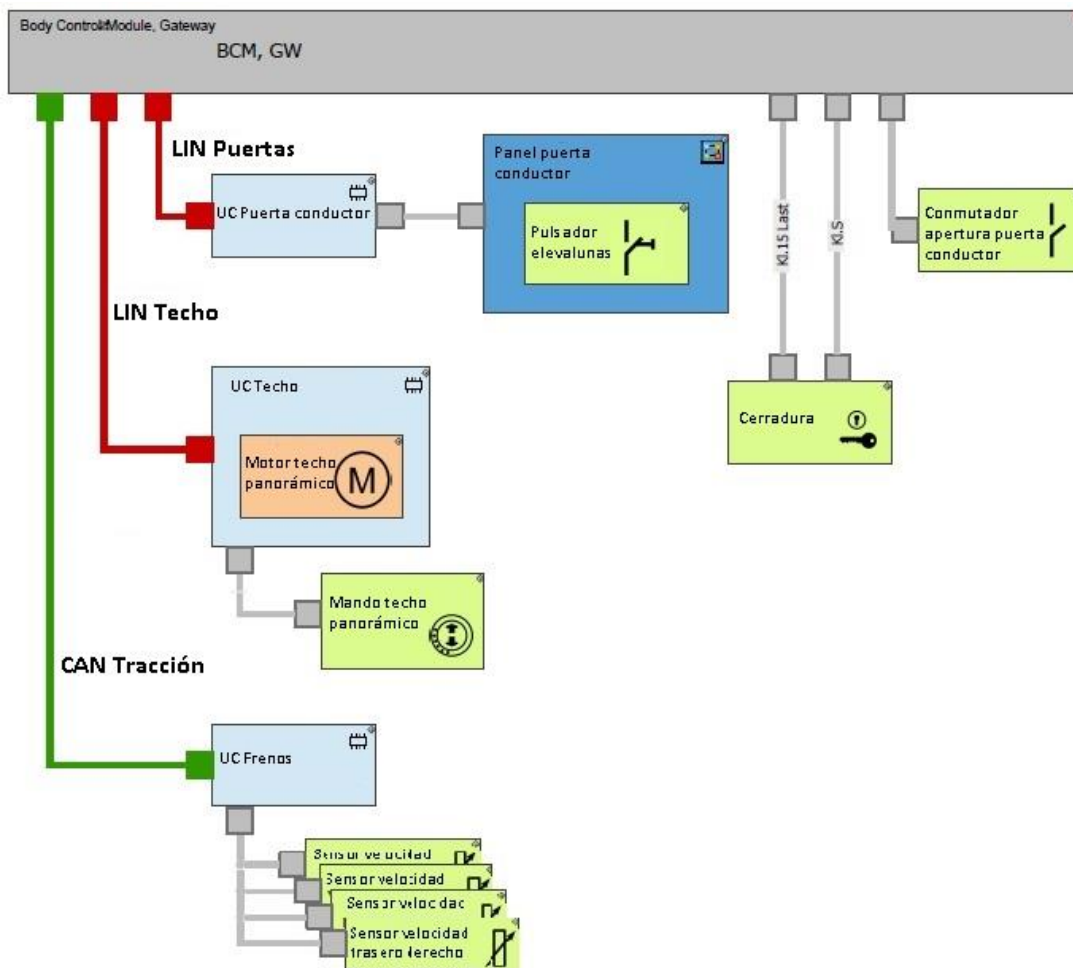 Body Control Module, Gateway
BCM, GW
LIN Puertas
UC Puerta conductor
Panel puerta
conductor
Pulsador
elevalunas
Kl.15 Last
Kl.S
Conmutador
apertura puerta
conductor
LIN Techo
UC Techo
Motor techo
panorámico
M
Cerradura
Mando techo
panorámico
CAN Tracción
UC Frenos
Sensor velocidad
Sensor velocidad
Sensor velocidad
Sensor velocidad
trasero derecho